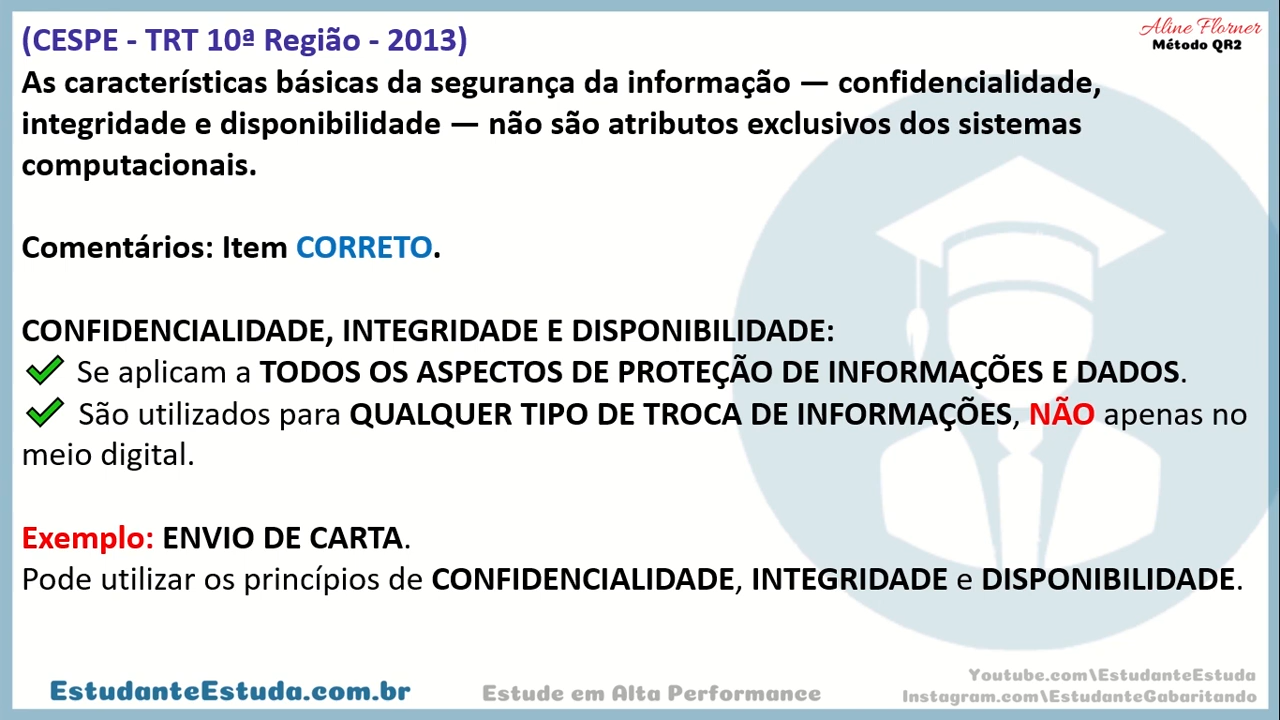 (CESPE - TRT 10ª Região - 2013)
Aline Florner
Método QR2
As características básicas da segurança da informação — confidencialidade,
integridade e disponibilidade — não são atributos exclusivos dos sistemas
computacionais.
Comentários: Item CORRETO.
CONFIDENCIALIDADE, INTEGRIDADE E DISPONIBILIDADE:
✔ Se aplicam a TODOS OS ASPECTOS DE PROTEÇÃO DE INFORMAÇÕES E DADOS.
✔ São utilizados para QUALQUER TIPO DE TROCA DE INFORMAÇÕES, NÃO apenas no
meio digital.
Exemplo: ENVIO DE CARTA.
Pode utilizar os princípios de CONFIDENCIALIDADE, INTEGRIDADE e DISPONIBILIDADE.
EstudanteEstuda.com.br
Estude em Alta Performance
Youtube.com\EstudanteEstuda
Instagram.com\EstudanteGabaritando